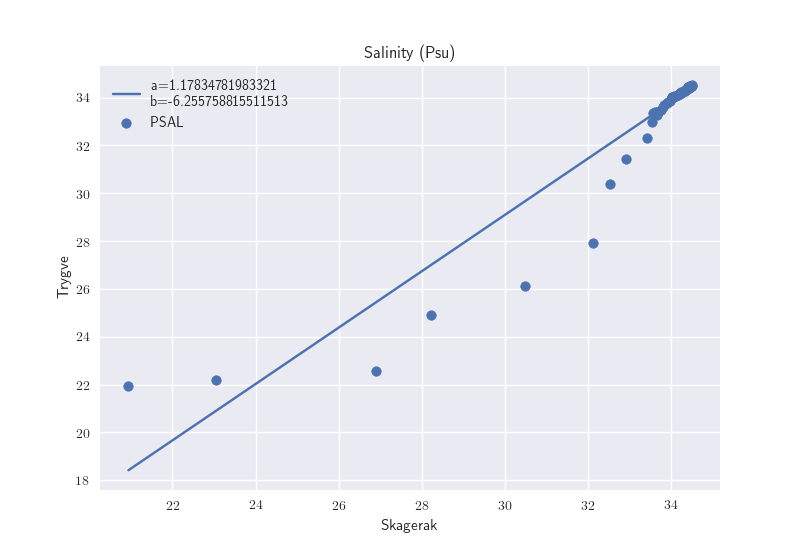 Salinity (Psu)
a=1.17834781983321
b=-6.255758815511513
PSAL
34
32
30
28
26
24
22
20
18
Trygve
22
24
26
28
30
32
34
Skagerak